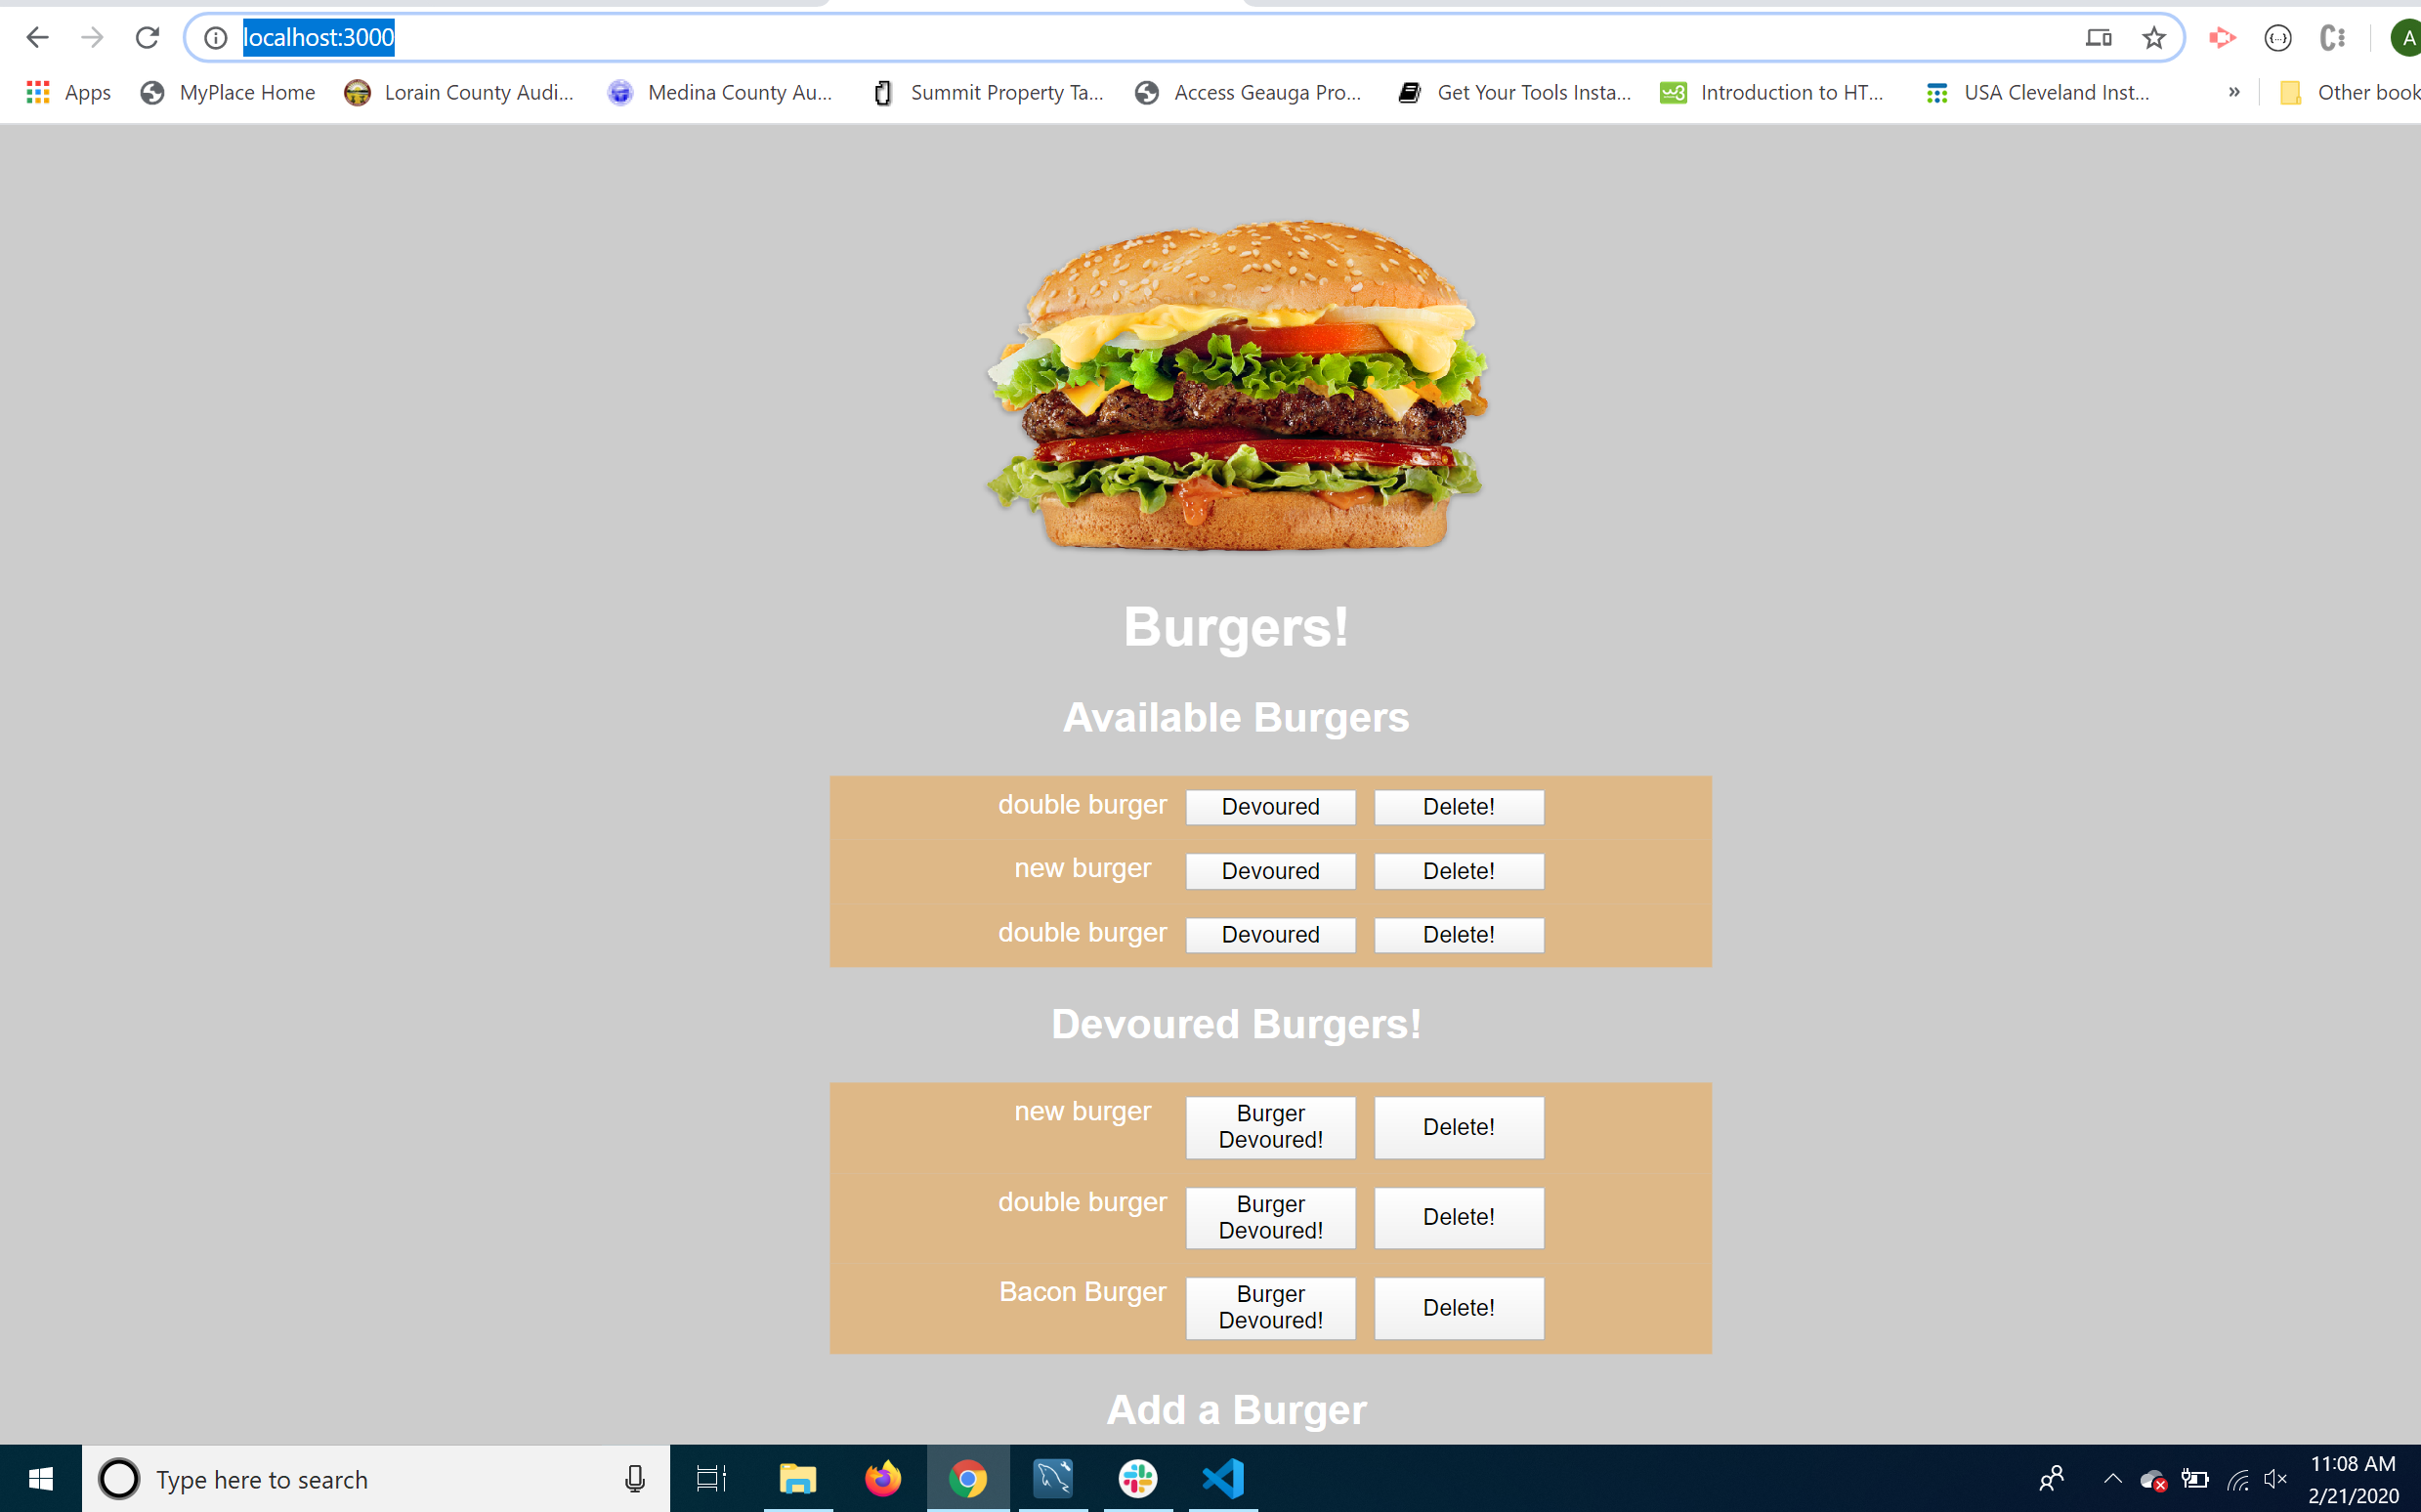 localhost:3000
A
Apps MyPlace Home Lorain County Audi... Medina County Au... Summit Property Ta... Access Geauga Pro... Get Your Tools Insta... Introduction to HT... USA Cleveland Inst... » Other book
Burgers!
Available Burgers
double burger Devoured Delete!
new burger Devoured Delete!
double burger Devoured Delete!
Devoured Burgers!
new burger Burger Devoured! Delete!
double burger Burger Devoured! Delete!
Bacon Burger Burger Devoured! Delete!
Add a Burger
Type here to search
11:08 AM
2/21/2020